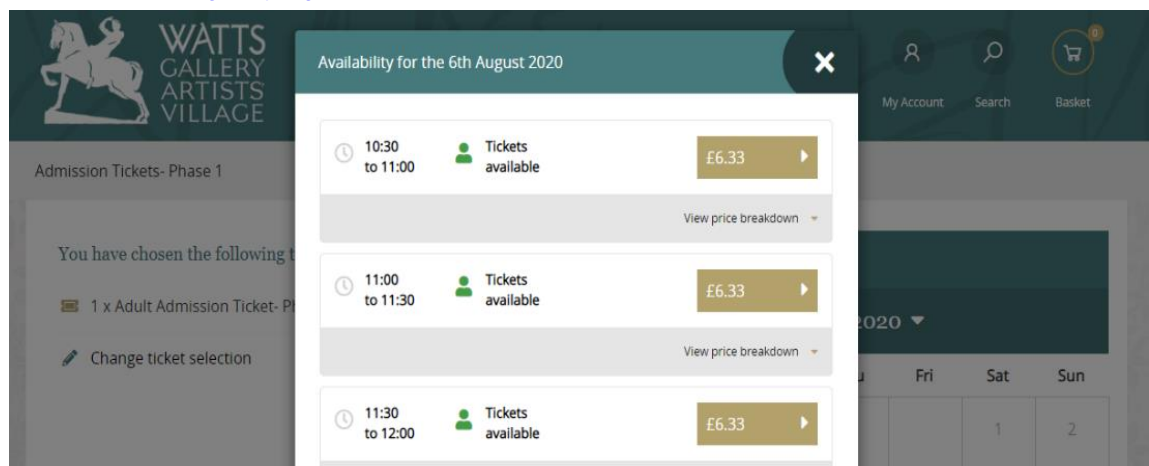 WATTS
GALLERY
ARTISTS'
VILLAGE
Availability for the 6th August 2020
0
My Account
Search
Basket
Admission Tickets- Phase 1
10:30
to 11:00
Tickets
available
£6.33
View price breakdown
You have chosen the following t
1 x Adult Admission Ticket- Ph
Change ticket selection
11:00
to 11:30
Tickets
available
£6.33
View price breakdown
2020
Fri
Sat
Sun
11:30
to 12:00
Tickets
available
£6.33
1
2